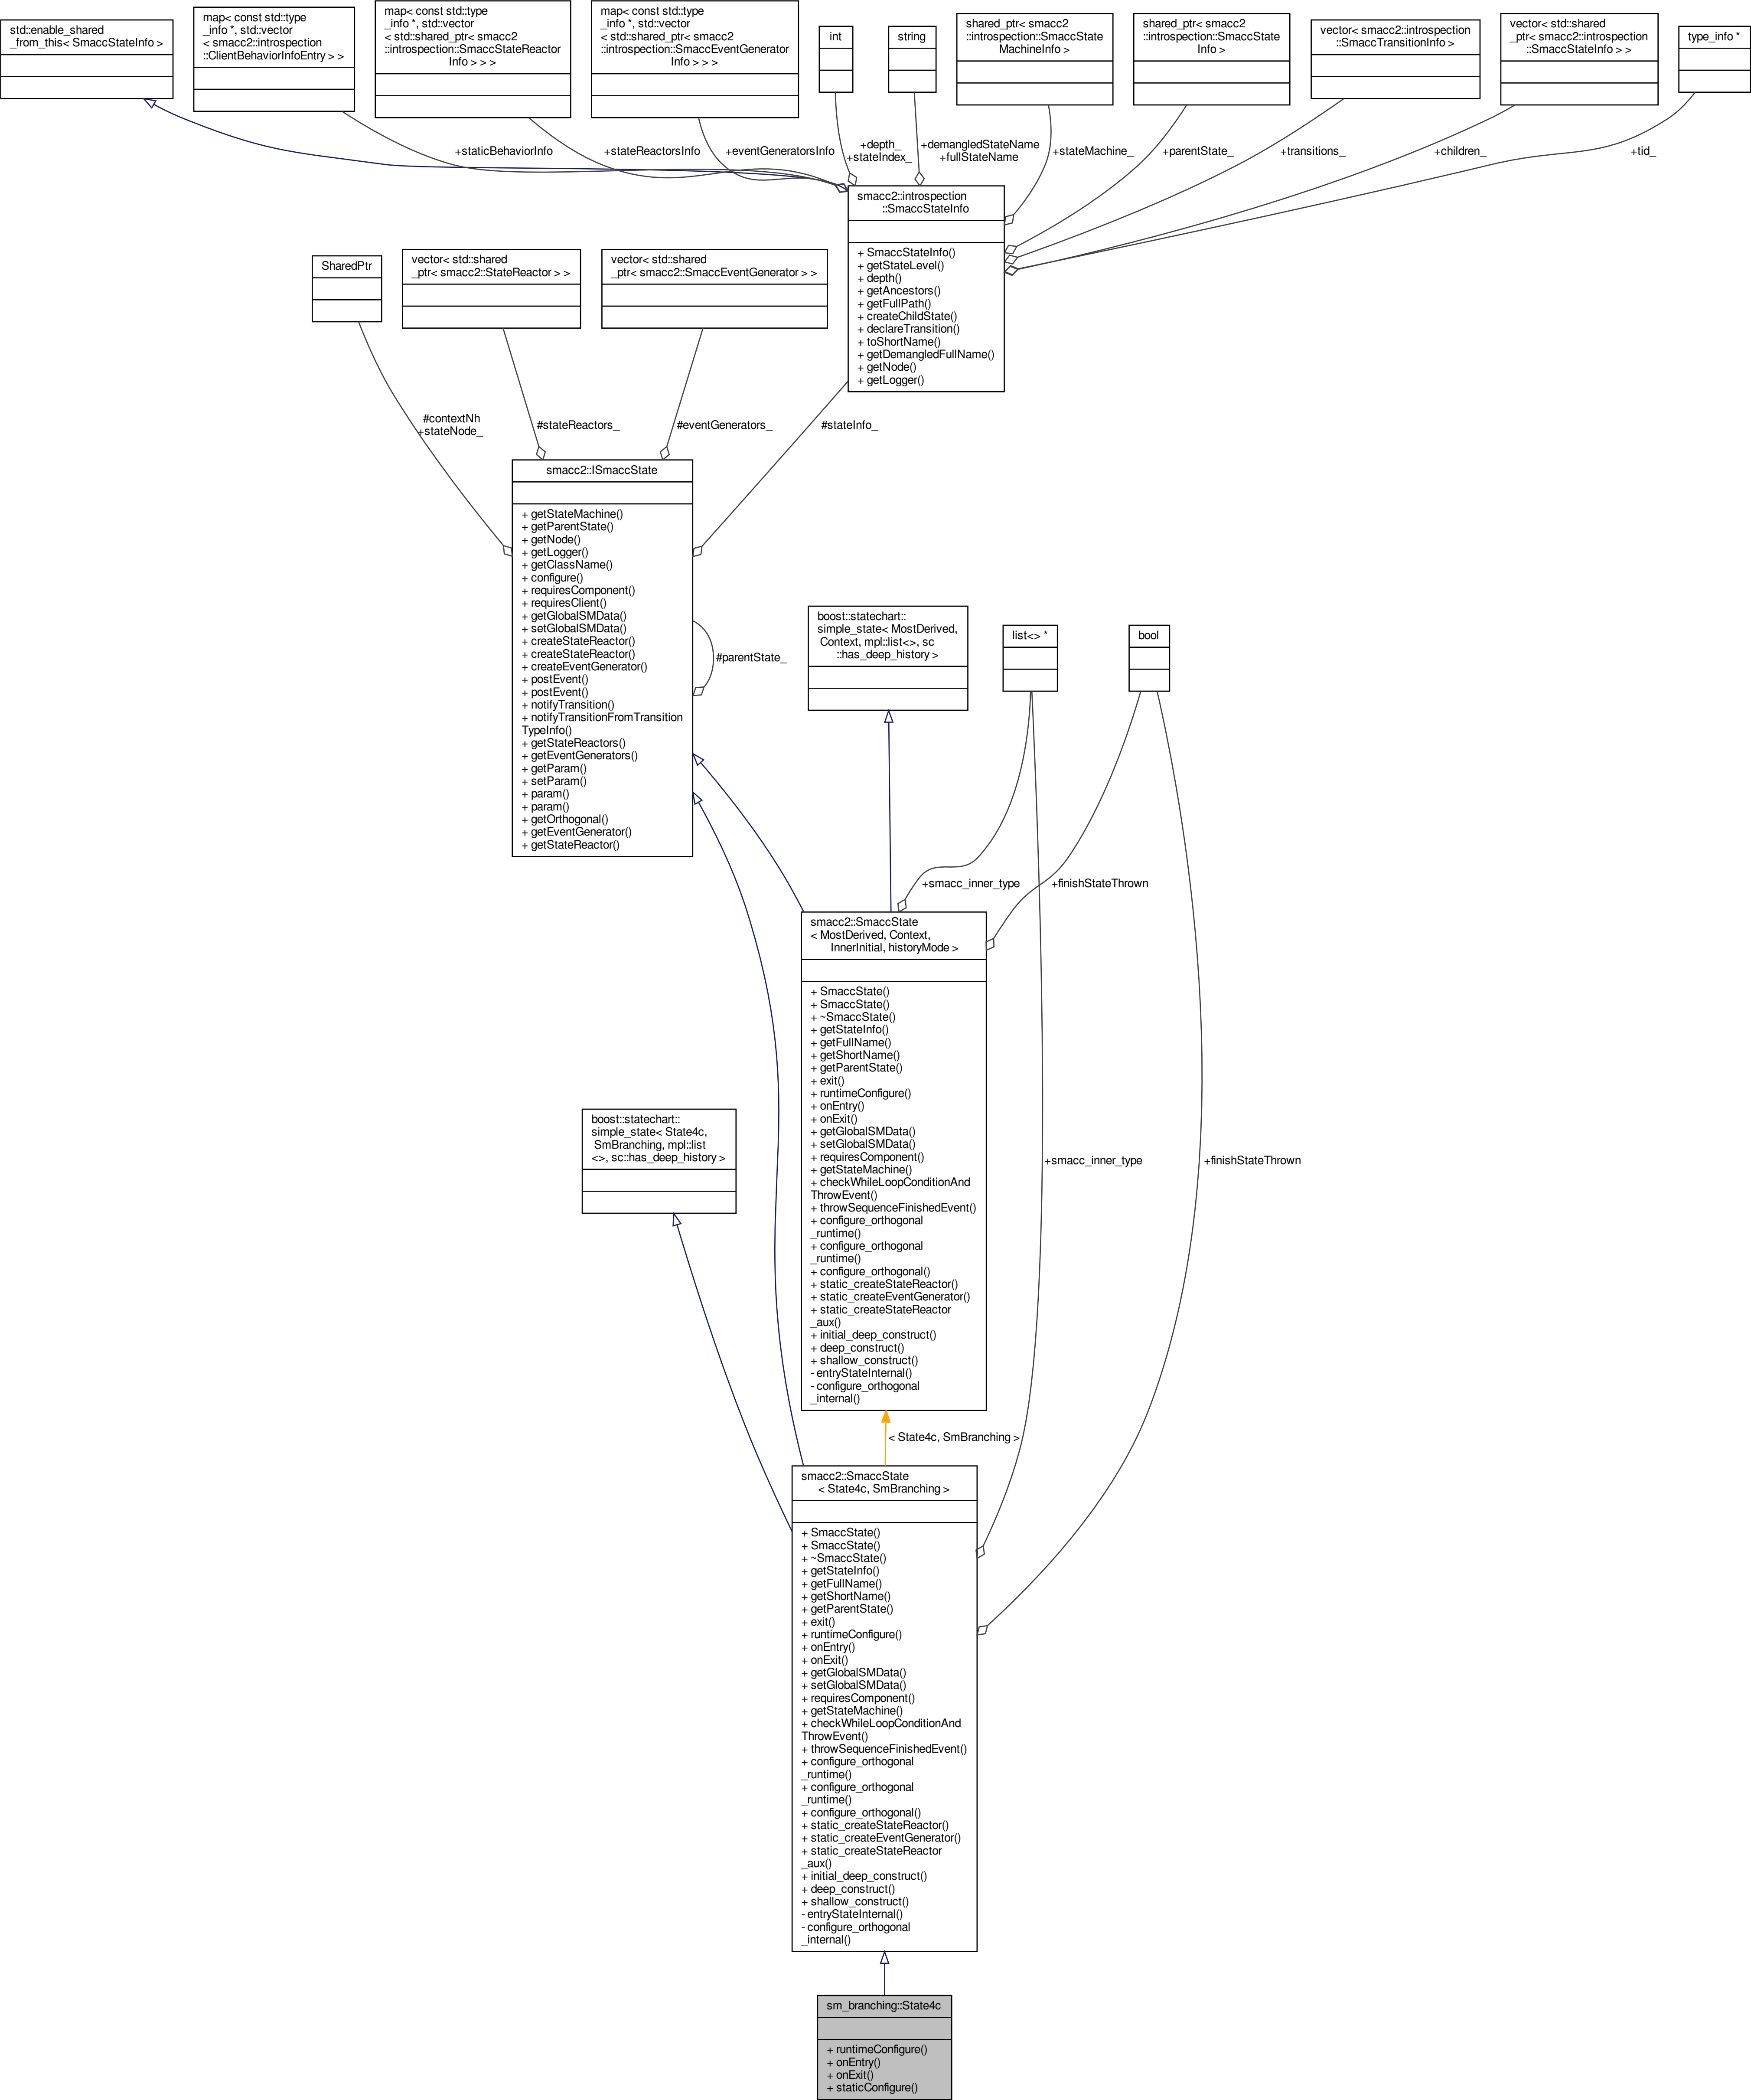 std::enable_shared
_from_this< SmaccStateInfo >
map< const std::type
_info *, std::vector
< smacc2::introspection
::ClientBehaviorInfoEntry > >
map< const std::type
_info *, std::vector
< std::shared_ptr< smacc2
::introspection::SmaccStateReactor
Info > > >
map< const std::type
_info *, std::vector
< std::shared_ptr< smacc2
::introspection::SmaccEventGenerator
Info > > >
int
string
shared_ptr< smacc2
::introspection::SmaccState
MachineInfo >
shared_ptr< smacc2
::introspection::SmaccState
Info >
vector< smacc2::introspection
::SmaccTransitionInfo >
vector< std::shared
_ptr< smacc2::introspection
::SmaccStateInfo > >
type_info *
+staticBehaviorInfo
+stateReactorsInfo
+eventGeneratorsInfo
+depth_
+stateIndex_
+demangledStateName
+fullStateName
+stateMachine_
+parentState_
+transitions_
+children_
+tid_
smacc2::introspection
::SmaccStateInfo
+ SmaccStateInfo()
+ getStateLevel()
+ depth()
+ getAncestors()
+ getFullPath()
+ createChildState()
+ declareTransition()
+ toShortName()
+ getDemangledFullName()
+ getNode()
+ getLogger()
SharedPtr
vector< std::shared
_ptr< smacc2::StateReactor > >
vector< std::shared
_ptr< smacc2::SmaccEventGenerator > >
#contextNh
+stateNode_
#stateReactors_
#eventGenerators_
#stateInfo_
smacc2::ISmaccState
+ getStateMachine()
+ getParentState()
+ getNode()
+ getLogger()
+ getClassName()
+ configure()
+ requiresComponent()
+ requiresClient()
+ getGlobalSMData()
+ setGlobalSMData()
+ createStateReactor()
+ createStateReactor()
+ createEventGenerator()
+ postEvent()
+ postEvent()
+ notifyTransition()
+ notifyTransitionFromTransition
TypeInfo()
+ getStateReactors()
+ getEventGenerators()
+ getParam()
+ setParam()
+ param()
+ param()
+ getOrthogonal()
+ getEventGenerator()
+ getStateReactor()
#parentState_
boost::statechart::
simple_state< MostDerived,
Context, mpl::list<>, sc
::has_deep_history >
list<> *
bool
+smacc_inner_type
+finishStateThrown
smacc2::SmaccState
< MostDerived, Context,
InnerInitial, historyMode >
+ SmaccState()
+ SmaccState()
+ ~SmaccState()
+ getStateInfo()
+ getFullName()
+ getShortName()
+ getParentState()
+ exit()
+ runtimeConfigure()
+ onEntry()
+ onExit()
+ getGlobalSMData()
+ setGlobalSMData()
+ requiresComponent()
+ getStateMachine()
+ checkWhileLoopConditionAnd
ThrowEvent()
+ throwSequenceFinishedEvent()
+ configure_orthogonal
_runtime()
+ configure_orthogonal
_runtime()
+ configure_orthogonal()
+ static_createStateReactor()
+ static_createEventGenerator()
+ static_createStateReactor
_aux()
+ initial_deep_construct()
+ deep_construct()
+ shallow_construct()
- entryStateInternal()
- configure_orthogonal
_internal()
boost::statechart::
simple_state< State4c,
SmBranching, mpl::list
<>, sc::has_deep_history >
+smacc_inner_type
+finishStateThrown
< State4c, SmBranching >
smacc2::SmaccState
< State4c, SmBranching >
+ SmaccState()
+ SmaccState()
+ ~SmaccState()
+ getStateInfo()
+ getFullName()
+ getShortName()
+ getParentState()
+ exit()
+ runtimeConfigure()
+ onEntry()
+ onExit()
+ getGlobalSMData()
+ setGlobalSMData()
+ requiresComponent()
+ getStateMachine()
+ checkWhileLoopConditionAnd
ThrowEvent()
+ throwSequenceFinishedEvent()
+ configure_orthogonal
_runtime()
+ configure_orthogonal
_runtime()
+ configure_orthogonal()
+ static_createStateReactor()
+ static_createEventGenerator()
+ static_createStateReactor
_aux()
+ initial_deep_construct()
+ deep_construct()
+ shallow_construct()
- entryStateInternal()
- configure_orthogonal
_internal()
sm_branching::State4c
+ runtimeConfigure()
+ onEntry()
+ onExit()
+ staticConfigure()